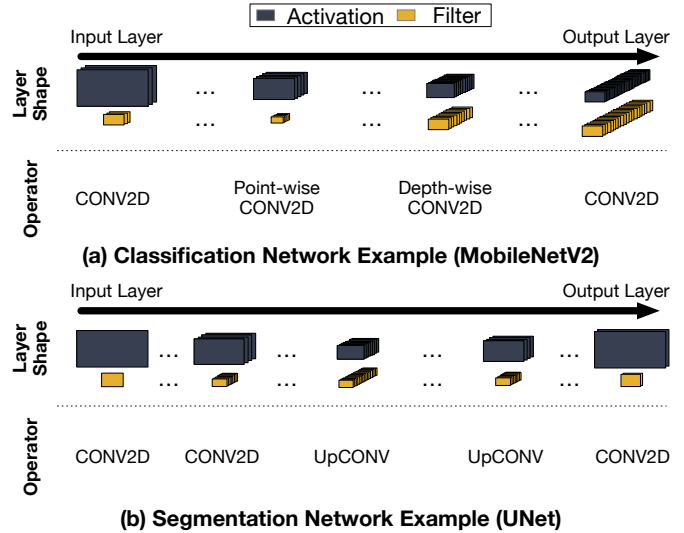 Activation Filter
Input Layer Output Layer
Layer
Shape
... ... ...
... ... ...
Operator
CONV2D Point-wise CONV2D Depth-wise CONV2D CONV2D
(a) Classification Network Example (MobileNetV2)
Input Layer Output Layer
Layer
Shape
... ... ... ...
... ... ... ...
Operator
CONV2D CONV2D UpCONV UpCONV CONV2D
(b) Segmentation Network Example (UNet)